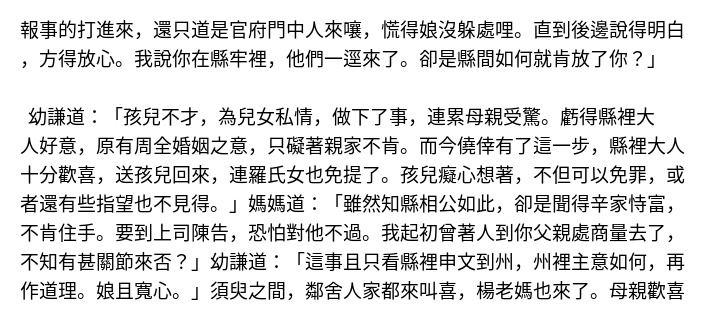 報事的打進來，還只道是官府門中人來嚷，慌得娘沒躲處哩。直到後邊說得明白
，方得放心。我說你在縣牢裡，他們一逕來了。卻是縣間如何就肯放了你？」
幼謙道：「孩兒不才，為兒女私情，做下了事，連累母親受驚。虧得縣裡大
人好意，原有周全婚姻之意，只礙著親家不肯。而今僥倖有了這一步，縣裡大人
十分歡喜，送孩兒回來，連羅氏女也免提了。孩兒癡心想著，不但可以免罪，或
者還有些指望也不見得。」媽媽道：「雖然知縣相公如此，卻是聞得辛家恃富，
不肯住手。要到上司陳告，恐怕對他不過。我起初曾著人到你父親處商量去了，
不知有甚關節來否？」幼謙道：「這事且只看縣裡申文到州，州裡主意如何，再
作道理。娘且寬心。」須臾之間，鄰舍人家都來叫喜，楊老媽也來了。母親歡喜